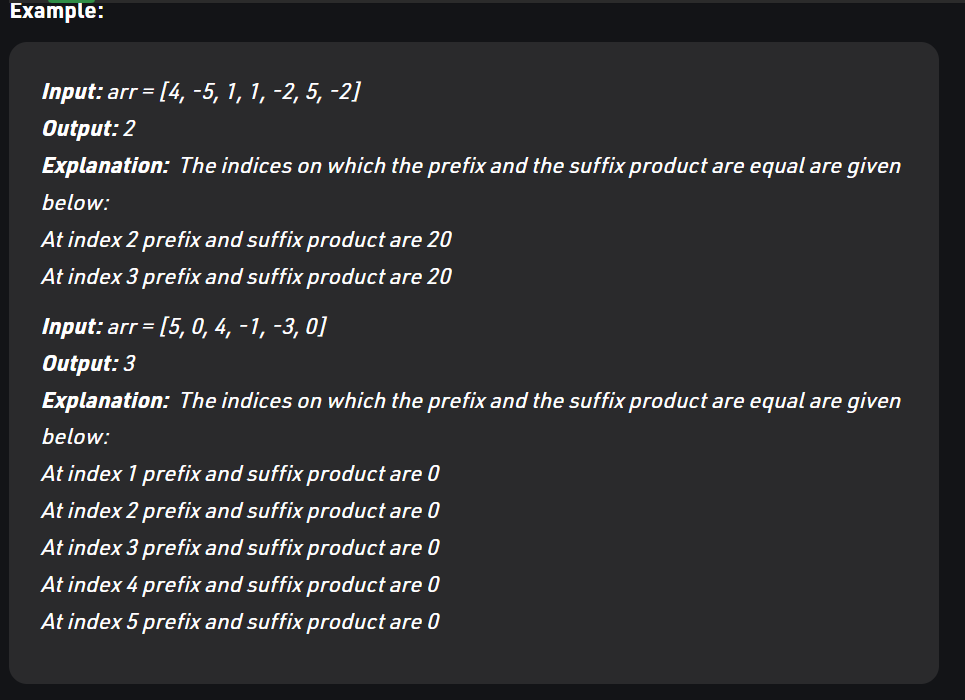 Example:
Input: arr = [4, -5, 1, 1, -2, 5, -2]
Output: 2
Explanation: The indices on which the prefix and the suffix product are equal are given
below:
At index 2 prefix and suffix product are 20
At index 3 prefix and suffix product are 20
Input: arr = [5, 0, 4, -1, -3, 0]
Output: 3
Explanation: The indices on which the prefix and the suffix product are equal are given
below:
At index 1 prefix and suffix product are 0
At index 2 prefix and suffix product are 0
At index 3 prefix and suffix product are 0
At index 4 prefix and suffix product are 0
At index 5 prefix and suffix product are 0